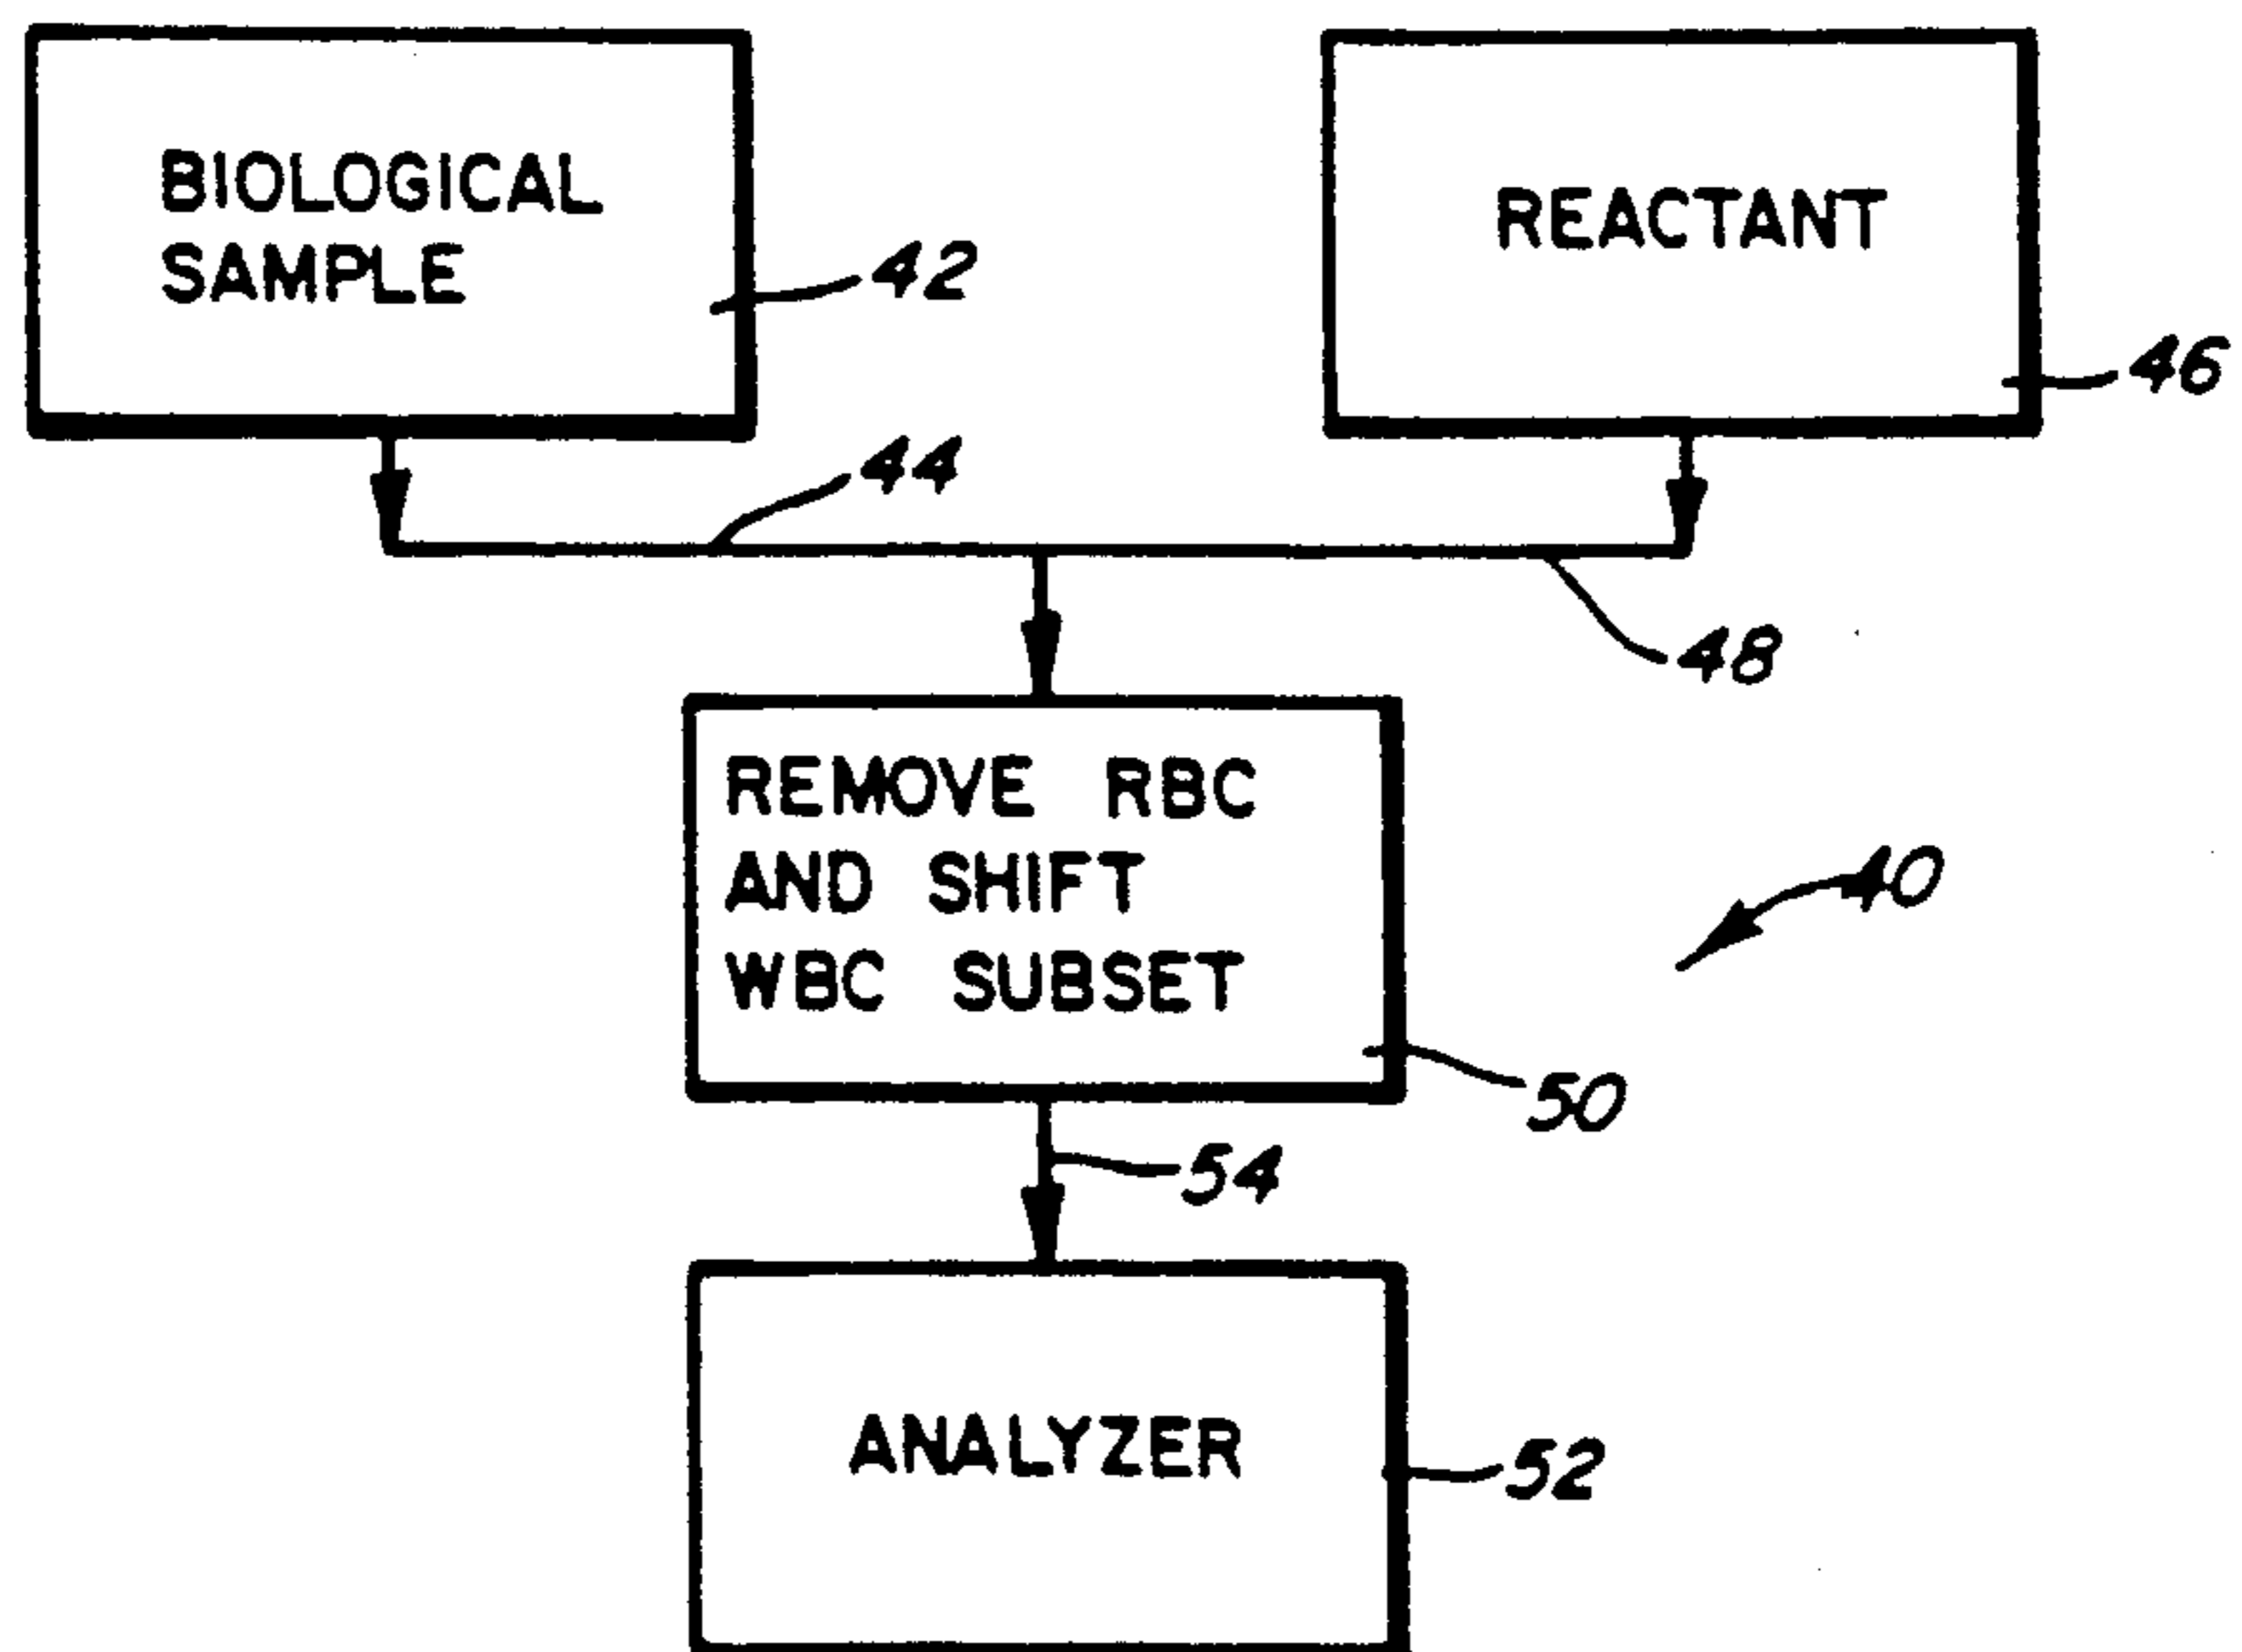 BIOLOGICAL
SAMPLE
42
REACTANT
46
44
48
REMOVE RBC
AND SHIFT
WBC SUBSET
40
50
54
ANALYZER
52